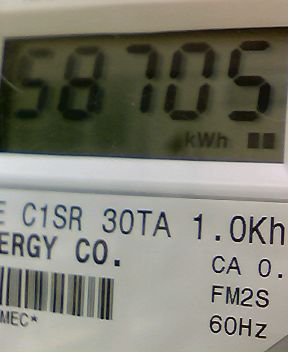 58705
kWh
E C1SR 30TA 1.0Kh
ERGY CO.
CA 0.
FM2S
MEC*
60Hz